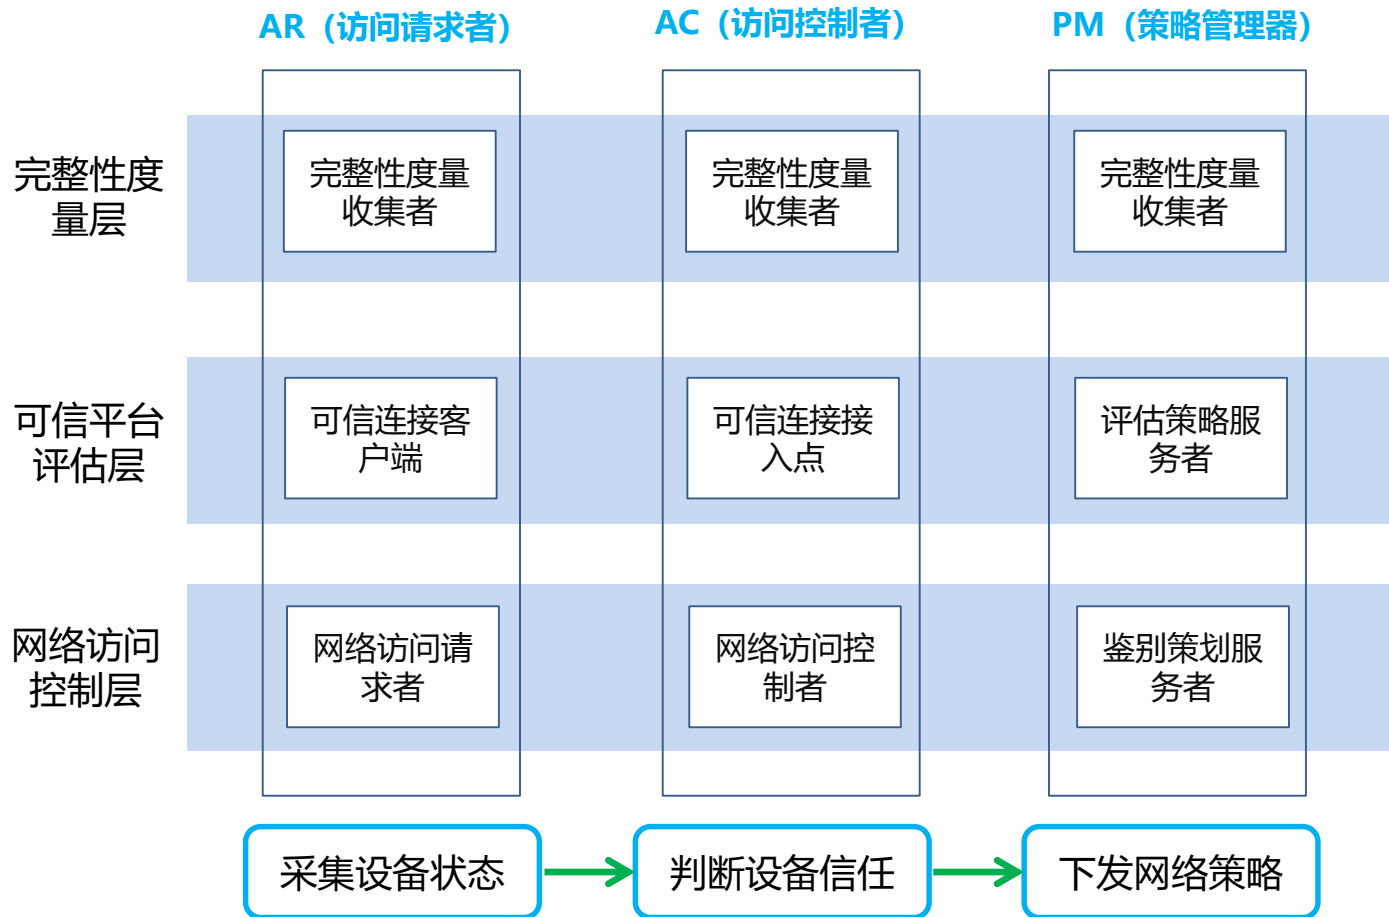 AR（访问请求者）
AC（访问控制者）
PM（策略管理器）
完整性度
量层
完整性度量
收集者
完整性度量
收集者
完整性度量
收集者
可信平台
评估层
可信连接客
户端
可信连接接
入点
评估策略服
务者
网络访问
控制层
网络访问请
求者
网络访问控
制者
鉴别策划服
务者
采集设备状态
判断设备信任
下发网络策略